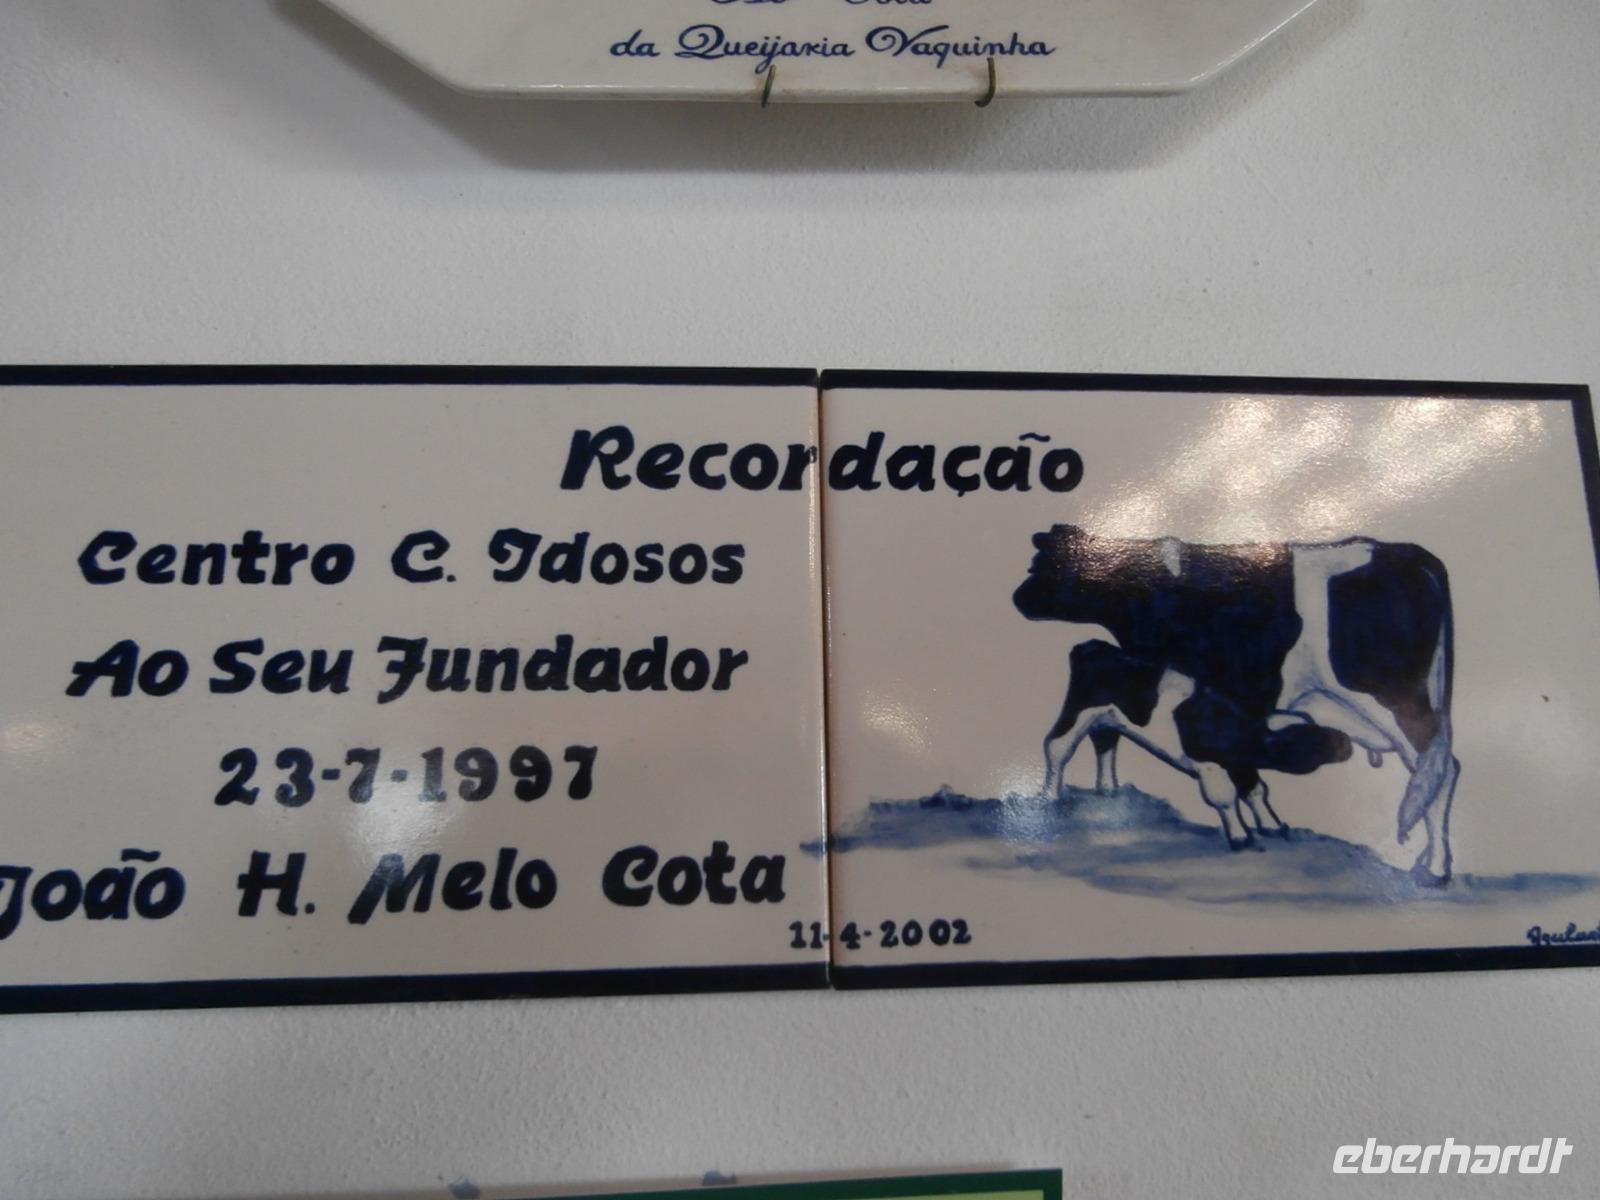 da Queijaria Vaquinha
Recordação
Centro C. Idosos
Ao Seu Fundador
23-7-1997
João H. Melo Cota
11-4-2002
eberhardt